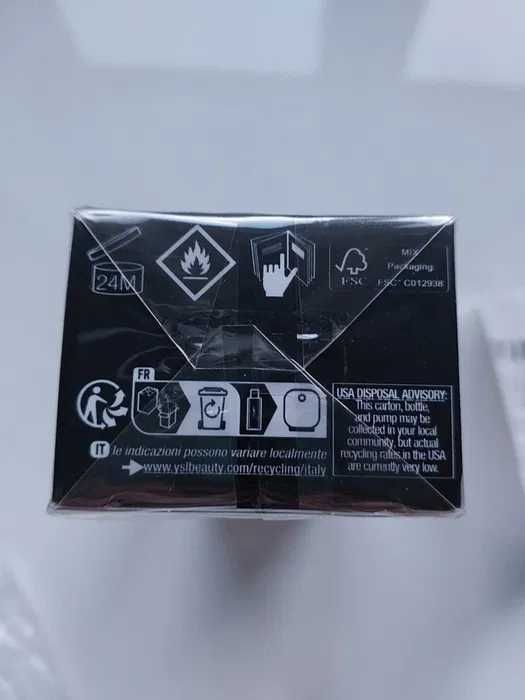 24M
FSC
MIX
Packaging
FSC™ C012938
FR
IT le indicazioni possono variare localmente
www.yslbeauty.com/recycling/italy
USA DISPOSAL ADVISORY:
This carton, bottle,
and pump may be
collected in your local
community, but actual
recycling rates in the USA
are currently very low.